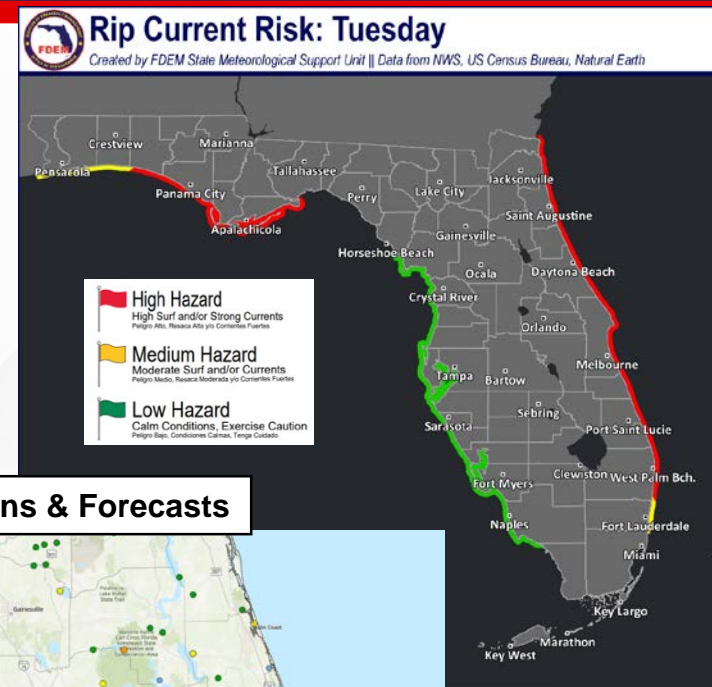 FDEM
Rip Current Risk: Tuesday
Created by FDEM State Meteorological Support Unit || Data from NWS, US Census Bureau, Natural Earth
Crestview
Marianna
Pensacola
Tallahassee
Jacksonville
Panama City
Perry
Lake City
Saint Augustine
Apalachicola
Gainesville
Horseshoe Beach
Ocala
Daytona Beach
Crystal River
Orlando
Melbourne
Tampa
Bartow
Sebring
Sarasota
Port Saint Lucie
Clewiston
West Palm Bch.
Fort Myers
Naples
Fort Lauderdale
Miami
Key Largo
Marathon
Key West
High Hazard
High Surf and/or Strong Currents
Peligro Alto, Resaca Alta y/o Corrientes Fuertes
Medium Hazard
Moderate Surf and/or Currents
Peligro Medio, Resaca Moderada y/o Corrientes Fuertes
Low Hazard
Calm Conditions, Exercise Caution
Peligro Bajo, Condiciones Calmas, Tenga Cuidado
ns & Forecasts
Gainesville